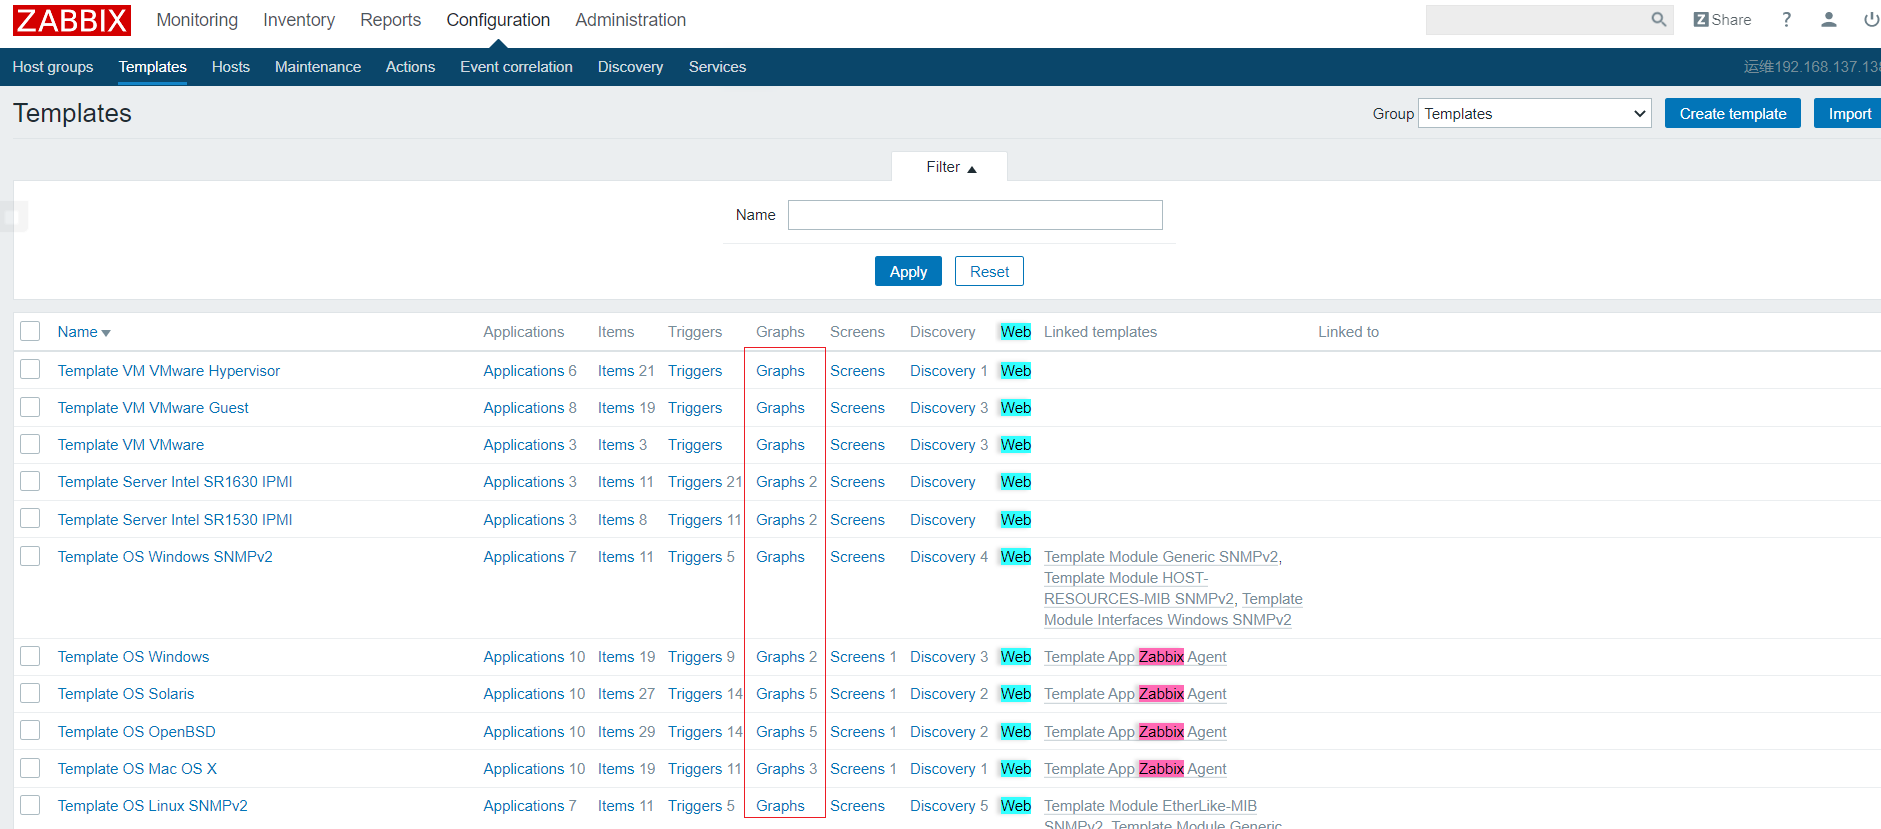 ZABBIX Monitoring Inventory Reports Configuration Administration Share ?
Host groups Templates Hosts Maintenance Actions Event correlation Discovery Services 运维192.168.137.138
Templates Group Templates Create template Import
Filter
Name
Apply Reset
Name Applications Items Triggers Graphs Screens Discovery Web Linked templates Linked to
Template VM VMware Hypervisor Applications 6 Items 21 Triggers Graphs Screens Discovery 1 Web
Template VM VMware Guest Applications 8 Items 19 Triggers Graphs Screens Discovery 3 Web
Template VM VMware Applications 3 Items 3 Triggers Graphs Screens Discovery 3 Web
Template Server Intel SR1630 IPMI Applications 3 Items 11 Triggers 21 Graphs 2 Screens Discovery Web
Template Server Intel SR1530 IPMI Applications 3 Items 8 Triggers 11 Graphs 2 Screens Discovery Web
Template OS Windows SNMPv2 Applications 7 Items 11 Triggers 5 Graphs Screens Discovery 4 Web Template Module Generic SNMPv2,
Template Module HOST-
RESOURCES-MIB SNMPv2, Template
Module Interfaces Windows SNMPv2
Template OS Windows Applications 10 Items 19 Triggers 9 Graphs 2 Screens 1 Discovery 3 Web Template App Zabbix Agent
Template OS Solaris Applications 10 Items 27 Triggers 14 Graphs 5 Screens 1 Discovery 2 Web Template App Zabbix Agent
Template OS OpenBSD Applications 10 Items 29 Triggers 14 Graphs 5 Screens 1 Discovery 2 Web Template App Zabbix Agent
Template OS Mac OS X Applications 10 Items 19 Triggers 11 Graphs 3 Screens 1 Discovery 1 Web Template App Zabbix Agent
Template OS Linux SNMPv2 Applications 7 Items 11 Triggers 5 Graphs Screens Discovery 5 Web Template Module EtherLike-MIB
SNMPv2, Template Module Generic